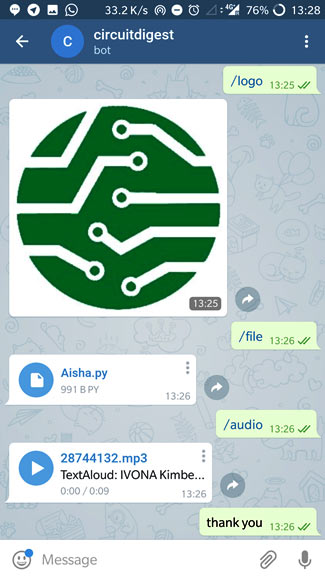 33.2 K/s 4G 76% 13:28
C circuitdigest
bot
/logo 13:25
13:25
/file 13:26
Aisha.py
991 B PY 13:26
/audio 13:26
28744132.mp3
TextAloud: IVONA Kimbe...
0:00 / 0:09 13:26
thank you 13:26
Message